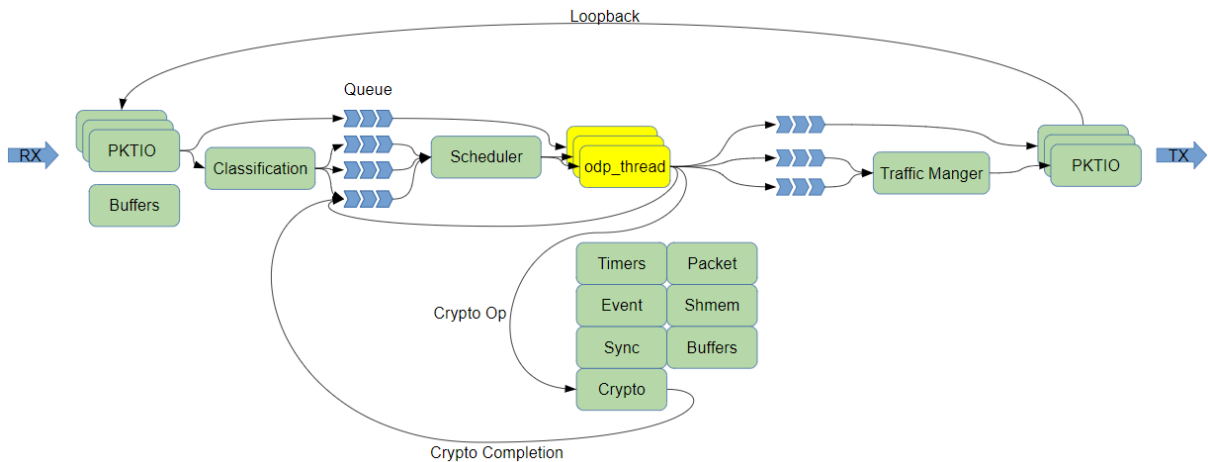 Loopback
Queue
RX
PKTIO
Classification
Buffers
Scheduler
odp_thread
Traffic Manger
PKTIO
TX
Timers
Packet
Event
Shmem
Sync
Buffers
Crypto
Crypto Op
Crypto Completion